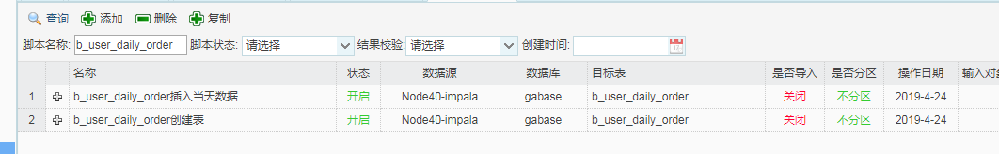 查询 添加 删除 复制
脚本名称: b_user_daily_order 脚本状态: 请选择 结果校验: 请选择 创建时间:
名称 状态 数据源 数据库 目标表 是否导入 是否分区 操作日期 输入对
1 b_user_daily_order插入当天数据 开启 Node40-impala gabase b_user_daily_order 关闭 不分区 2019-4-24
2 b_user_daily_order创建表 开启 Node40-impala gabase b_user_daily_order 关闭 不分区 2019-4-24